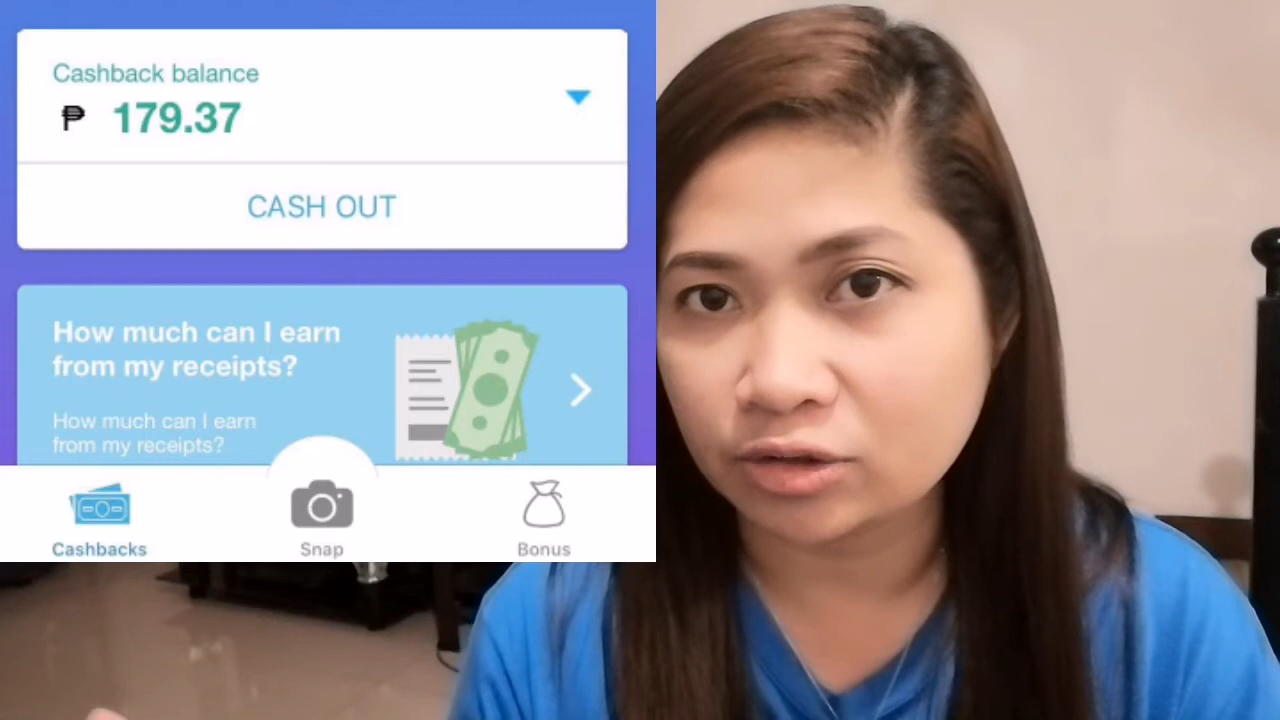 Cashback balance
₱ 179.37
CASH OUT
How much can I earn
from my receipts?
How much can I earn
from my receipts?
Cashbacks
Snap
Bonus